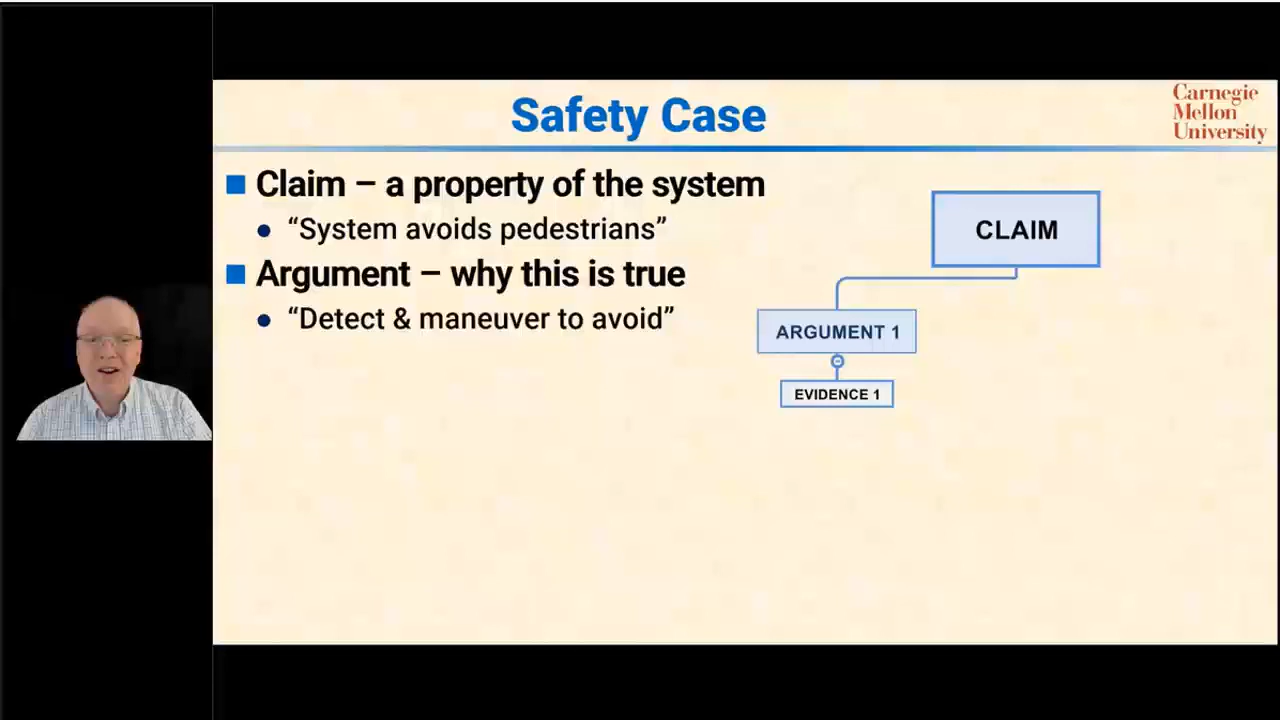 Safety Case
Carnegie
Mellon
University
Claim – a property of the system
“System avoids pedestrians”
Argument – why this is true
“Detect & maneuver to avoid”
CLAIM
ARGUMENT 1
EVIDENCE 1